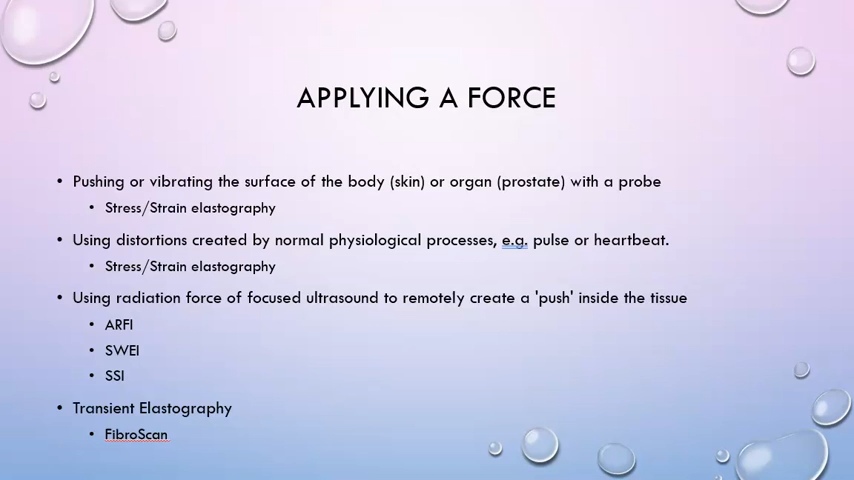 APPLYING A FORCE
• Pushing or vibrating the surface of the body (skin) or organ (prostate) with a probe
• Stress/Strain elastography
• Using distortions created by normal physiological processes, e.g. pulse or heartbeat.
• Stress/Strain elastography
• Using radiation force of focused ultrasound to remotely create a 'push' inside the tissue
• ARFI
• SWEI
• SSI
• Transient Elastography
• FibroScan